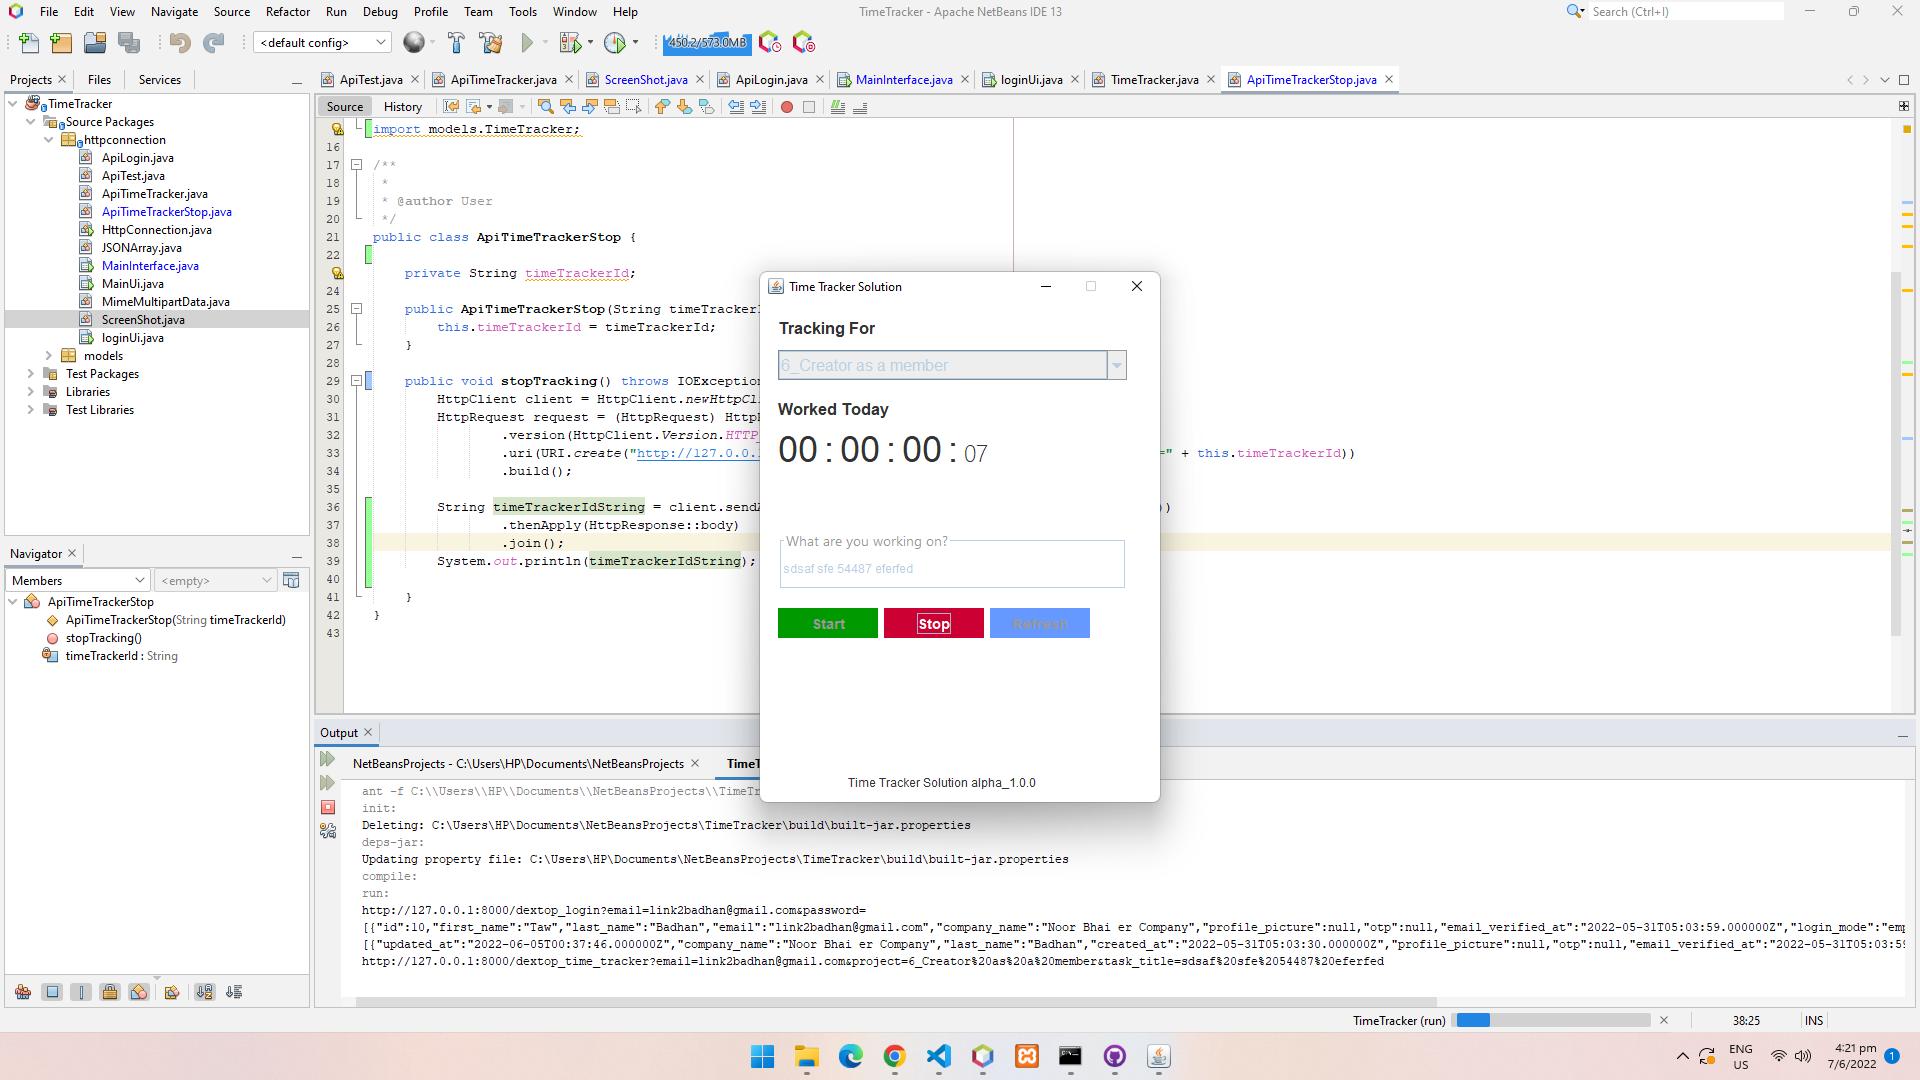 File Edit View Navigate Source Refactor Run Debug Profile Team Tools Window Help
TimeTracker - Apache NetBeans IDE 13
Search (Ctrl+I)
<default config>
450.2/573.0MB
Projects Files Services
ApiTest.java ApiTimeTracker.java ScreenShot.java ApiLogin.java MainInterface.java loginUi.java TimeTracker.java ApiTimeTrackerStop.java
Source History
TimeTracker
Source Packages
httpconnection
ApiLogin.java
ApiTest.java
ApiTimeTracker.java
ApiTimeTrackerStop.java
HttpConnection.java
JSONArray.java
MainInterface.java
MainUi.java
MimeMultipartData.java
ScreenShot.java
loginUi.java
models
Test Packages
Libraries
Test Libraries
Navigator
Members <empty>
ApiTimeTrackerStop
ApiTimeTrackerStop(String timeTrackerId)
stopTracking()
timeTrackerId : String
import models.TimeTracker;
16
17 /**
18 *
19 * @author User
20 */
21 public class ApiTimeTrackerStop {
22
private String timeTrackerId;
24
25 public ApiTimeTrackerStop(String timeTrackerI
26 this.timeTrackerId = timeTrackerId;
27 }
28
29 public void stopTracking() throws IOException
30 HttpClient client = HttpClient.newHttpCli
31 HttpRequest request = (HttpRequest) Http
32 .version(HttpClient.Version.HTTP_
33 .uri(URI.create("http://127.0.0. =" + this.timeTrackerId))
34 .build();
35
36 String timeTrackerIdString = client.sendA ))
37 .thenApply(HttpResponse::body)
38 .join();
39 System.out.println(timeTrackerIdString);
40
41 }
42 }
43
Time Tracker Solution
Tracking For
6_Creator as a member
Worked Today
00 : 00 : 00 : 07
What are you working on?
sdsaf sfe 54487 eferfed
Start Stop Refresh
Time Tracker Solution alpha_1.0.0
Output
NetBeansProjects - C:\Users\HP\Documents\NetBeansProjects TimeT
ant -f C:\\Users\\HP\\Documents\\NetBeansProjects\\TimeTr
init:
Deleting: C:\Users\HP\Documents\NetBeansProjects\TimeTracker\build\built-jar.properties
deps-jar:
Updating property file: C:\Users\HP\Documents\NetBeansProjects\TimeTracker\build\built-jar.properties
compile:
run:
http://127.0.0.1:8000/dextop_login?email=link2badhan@gmail.com&password=
[{"id":10,"first_name":"Taw","last_name":"Badhan","email":"link2badhan@gmail.com","company_name":"Noor Bhai er Company","profile_picture":null,"otp":null,"email_verified_at":"2022-05-31T05:03:59.000000Z","login_mode":"emp
[{"updated_at":"2022-06-05T00:37:46.000000Z","company_name":"Noor Bhai er Company","last_name":"Badhan","created_at":"2022-05-31T05:03:30.000000Z","profile_picture":null,"otp":null,"email_verified_at":"2022-05-31T05:03:59
http://127.0.0.1:8000/dextop_time_tracker?email=link2badhan@gmail.com&project=6_Creator%20as%20a%20member&task_title=sdsaf%20sfe%2054487%20eferfed
TimeTracker (run) 38:25 INS
ENG
US
4:21 pm
7/6/2022
1